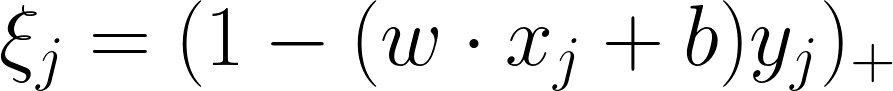 ξ_j = (1 − (w · x_j + b)y_j)_+